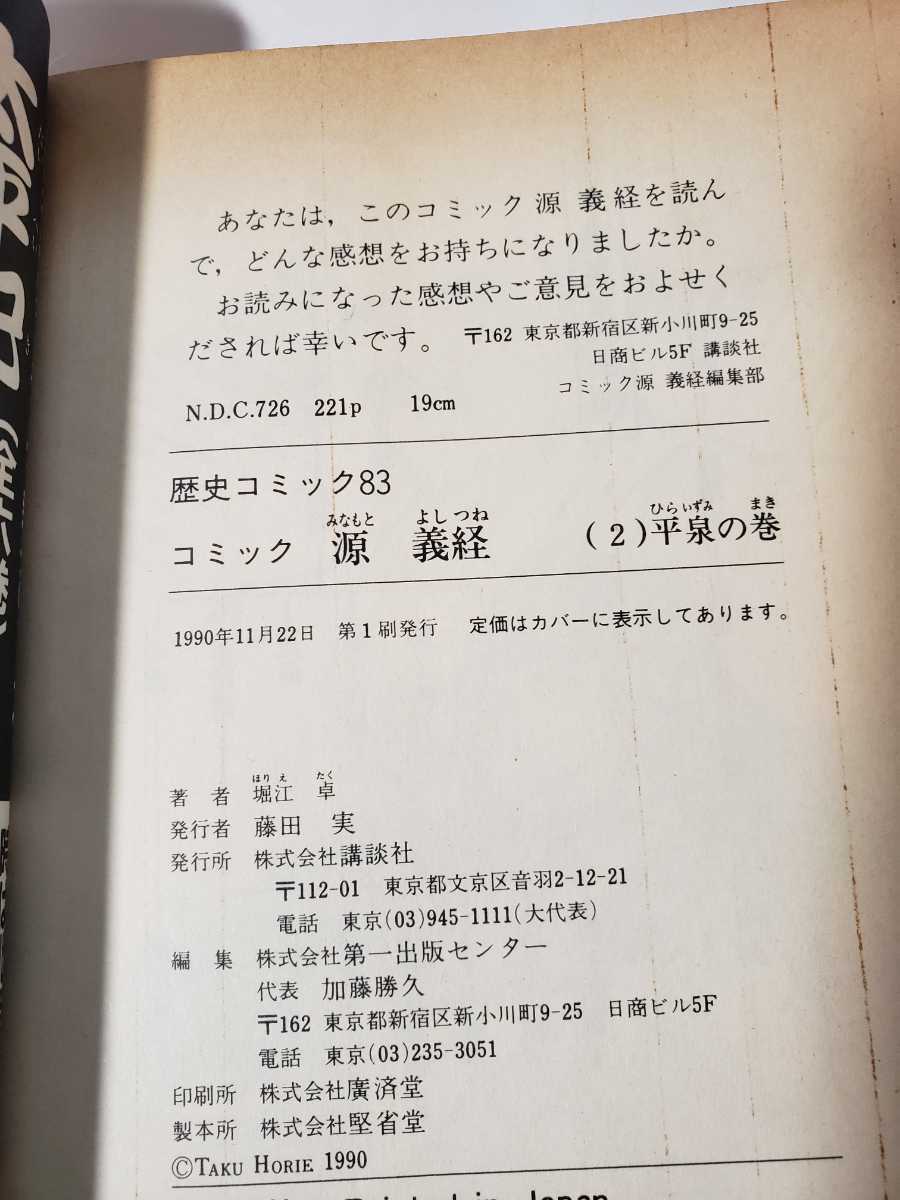 あなたは，このコミック 源 義経を読ん
で，どんな感想をお持ちになりましたか。
お読みになった感想やご意見をおよせく
だされば幸いです。 〒162 東京都新宿区新小川町9-25
日商ビル5F 講談社
コミック源 義経編集部
N.D.C.726 221p 19cm
歴史コミック83
みなもと よしつね ひらいずみ まき
コミック 源 義経 (2)平泉の巻
1990年11月22日 第1刷発行 定価はカバーに表示してあります。
ほりえ たく
著者 堀江 卓
発行者 藤田 実
発行所 株式会社講談社
〒112-01 東京都文京区音羽2-12-21
電話 東京(03)945-1111(大代表)
編集 株式会社第一出版センター
代表 加藤勝久
〒162 東京都新宿区新小川町9-25 日商ビル5F
電話 東京(03)235-3051
印刷所 株式会社廣済堂
製本所 株式会社堅省堂
©TAKU HORIE 1990
Printed in Japan